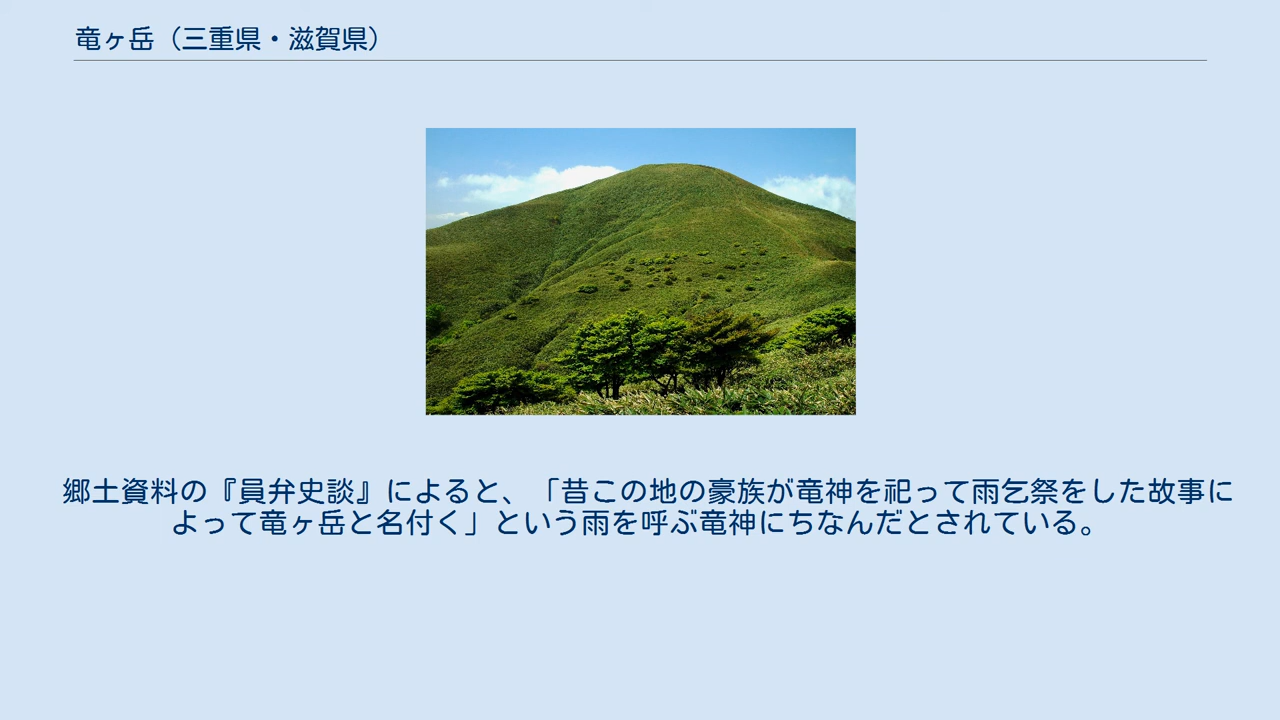 竜ヶ岳（三重県・滋賀県）
郷土資料の『員弁史談』によると、「昔この地の豪族が竜神を祀って雨乞祭をした故事に
よって竜ヶ岳と名付く」という雨を呼ぶ竜神にちなんだとされている。